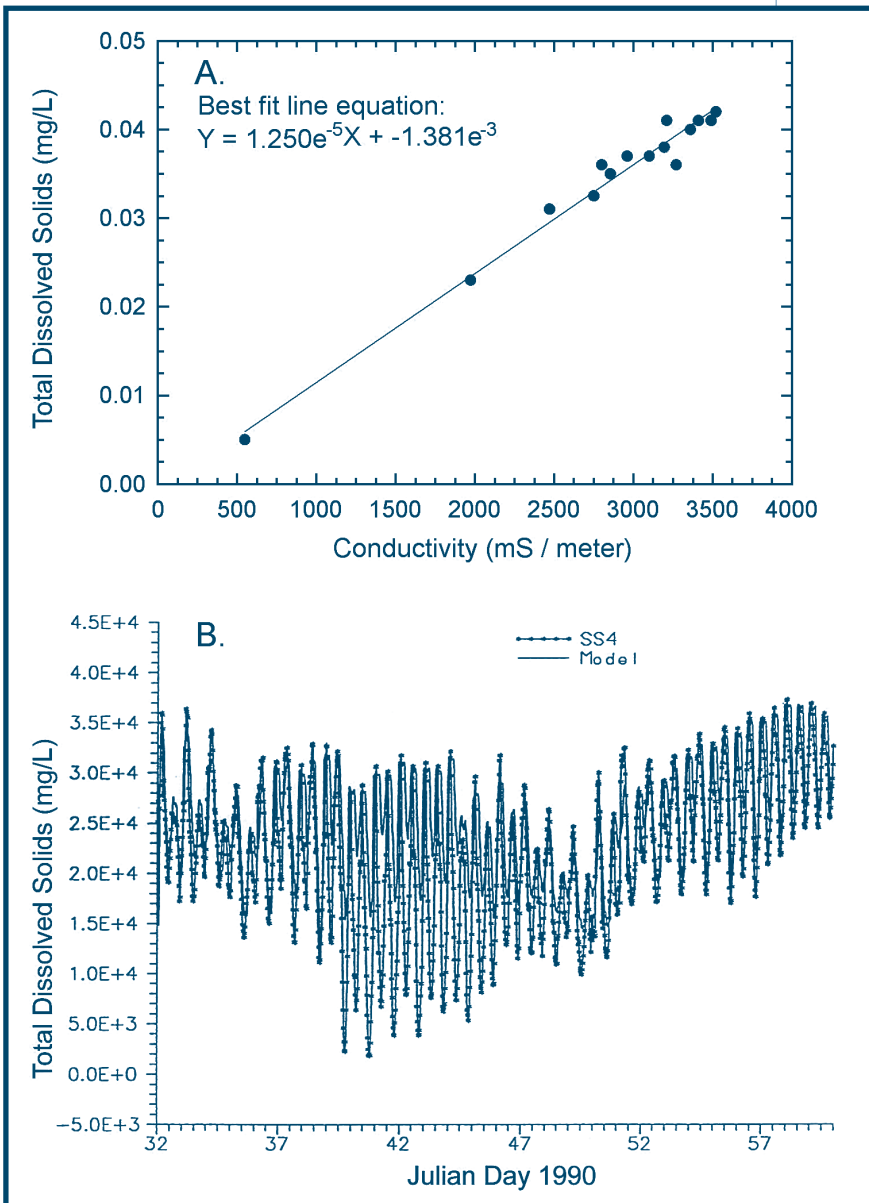 A.
Best fit line equation:
Y = 1.250e-5X + -1.381e-3
Total Dissolved Solids (mg/L)
0.05
0.04
0.03
0.02
0.01
0.00
0 500 1000 1500 2000 2500 3000 3500 4000
Conductivity (mS / meter)
B.
SS4
Model
Total Dissolved Solids (mg/L)
4.5E+4
4.0E+4
3.5E+4
3.0E+4
2.5E+4
2.0E+4
1.5E+4
1.0E+4
5.0E+3
0.0E+0
-5.0E+3
32 37 42 47 52 57
Julian Day 1990